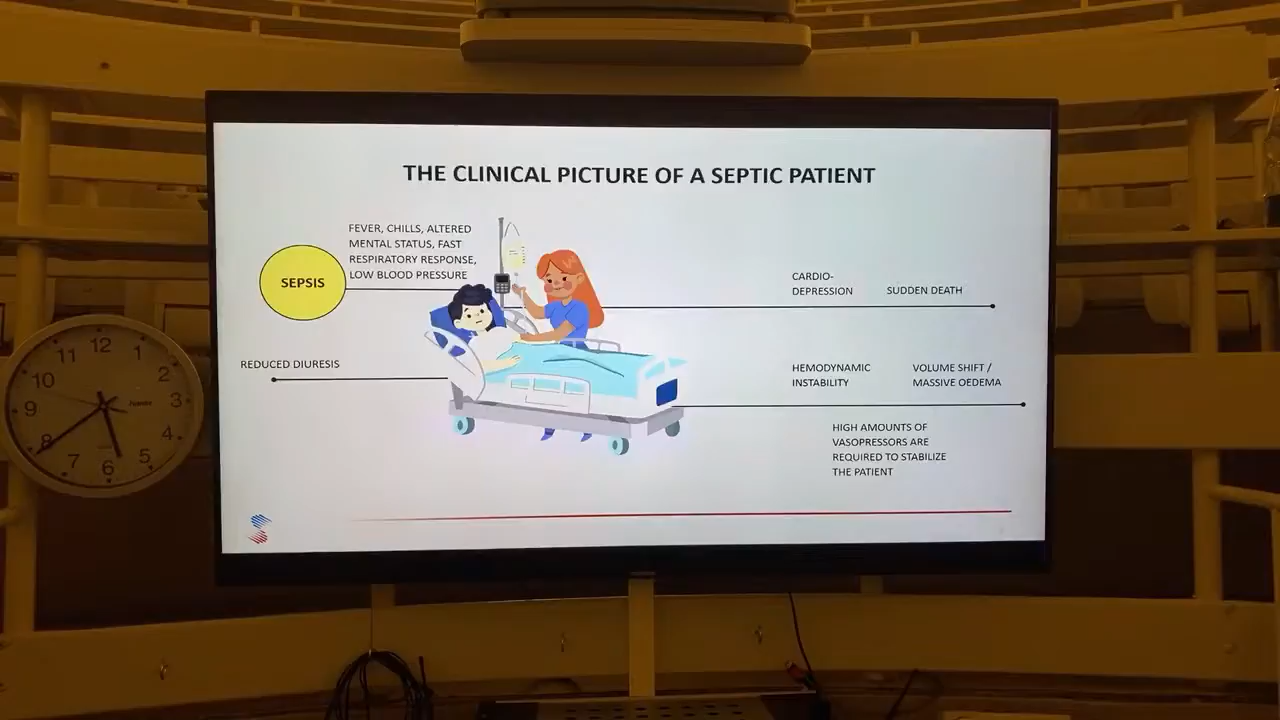 THE CLINICAL PICTURE OF A SEPTIC PATIENT
FEVER, CHILLS, ALTERED
MENTAL STATUS, FAST
RESPIRATORY RESPONSE,
LOW BLOOD PRESSURE
SEPSIS
CARDIO-
DEPRESSION
SUDDEN DEATH
REDUCED DIURESIS
HEMODYNAMIC
INSTABILITY
VOLUME SHIFT /
MASSIVE OEDEMA
HIGH AMOUNTS OF
VASOPRESSORS ARE
REQUIRED TO STABILIZE
THE PATIENT
12
1
2
3
4
5
6
7
8
9
10
11